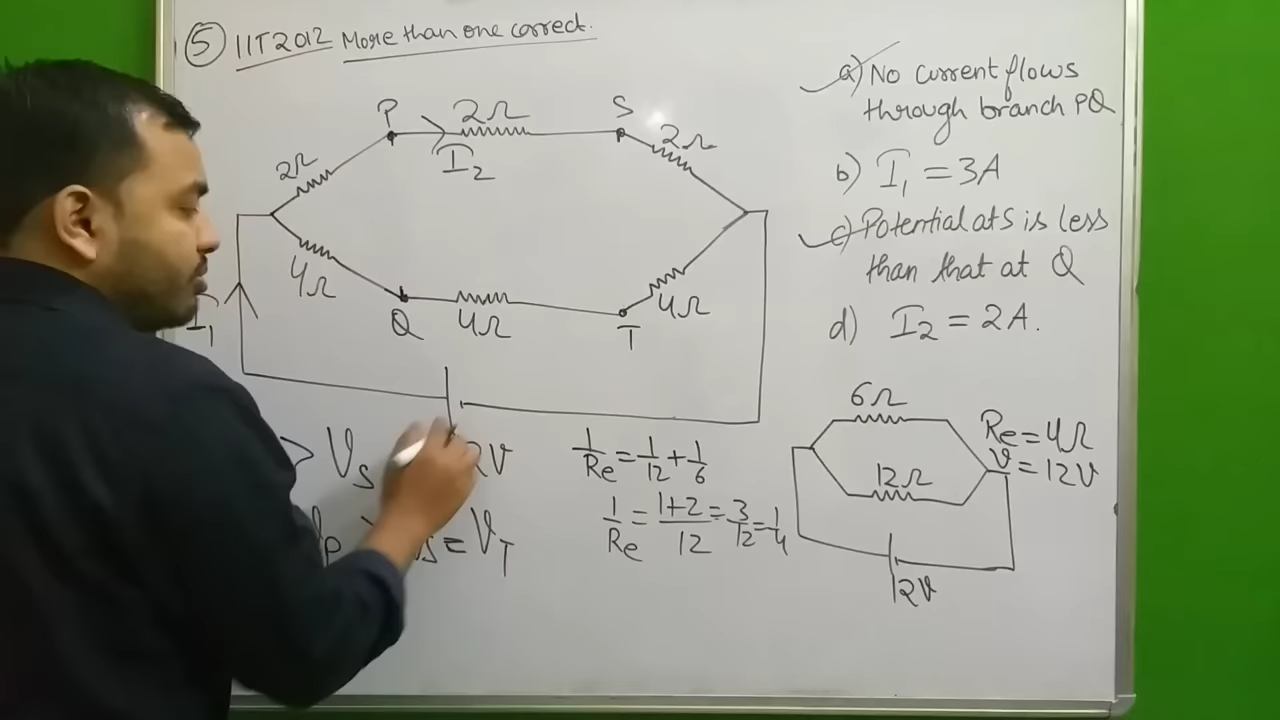 5 IIT2012 More than one correct.
P 2Ω S
I2
2Ω
2Ω
4Ω
Q 4Ω T
4Ω
I1
a) No current flows
through branch PQ
b) I1 = 3A
c) Potential at S is less
than that at Q
d) I2 = 2A.
> VS
2V
> = VT
1/Re = 1/12 + 1/6
1/Re = 1+2/12 = 3/12 = 1/4
6Ω
12Ω
12V
Re = 4Ω
V = 12V